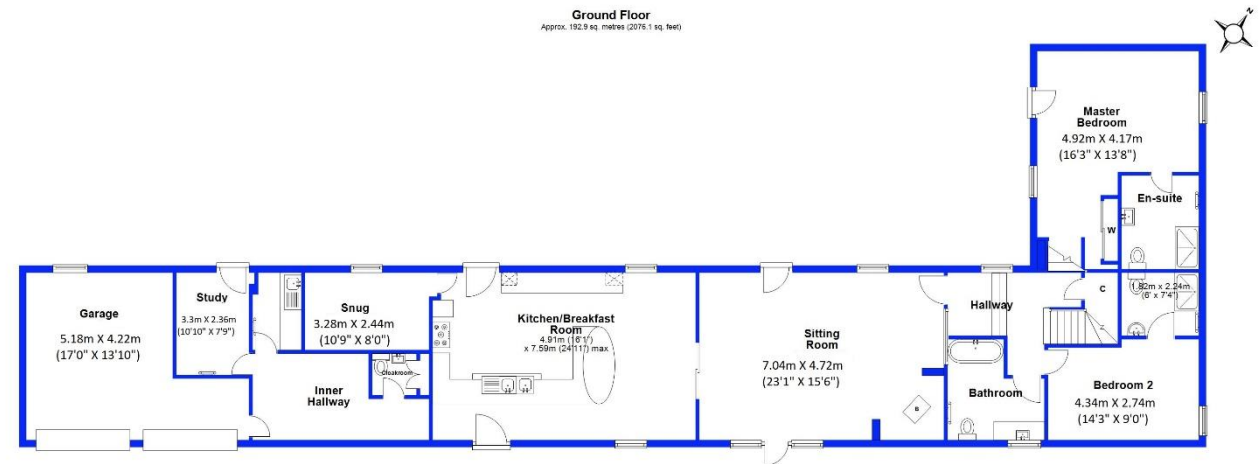 Ground Floor
Approx. 192.9 sq. metres (2076.1 sq. feet)
N
Master
Bedroom
4.92m X 4.17m
(16'3" X 13'8")
En-suite
W
Garage
5.18m X 4.22m
(17'0" X 13'10")
Study
3.3m X 2.36m
(10'10" X 7'9")
Snug
3.28m X 2.44m
(10'9" X 8'0")
Cloakroom
Inner
Hallway
Kitchen/Breakfast
Room
4.91m (16'1")
x 7.59m (24'11") max
Sitting
Room
7.04m X 4.72m
(23'1" X 15'6")
B
Hallway
C
1.82m x 2.24m
(6' x 7'4")
Bathroom
Bedroom 2
4.34m X 2.74m
(14'3" X 9'0")